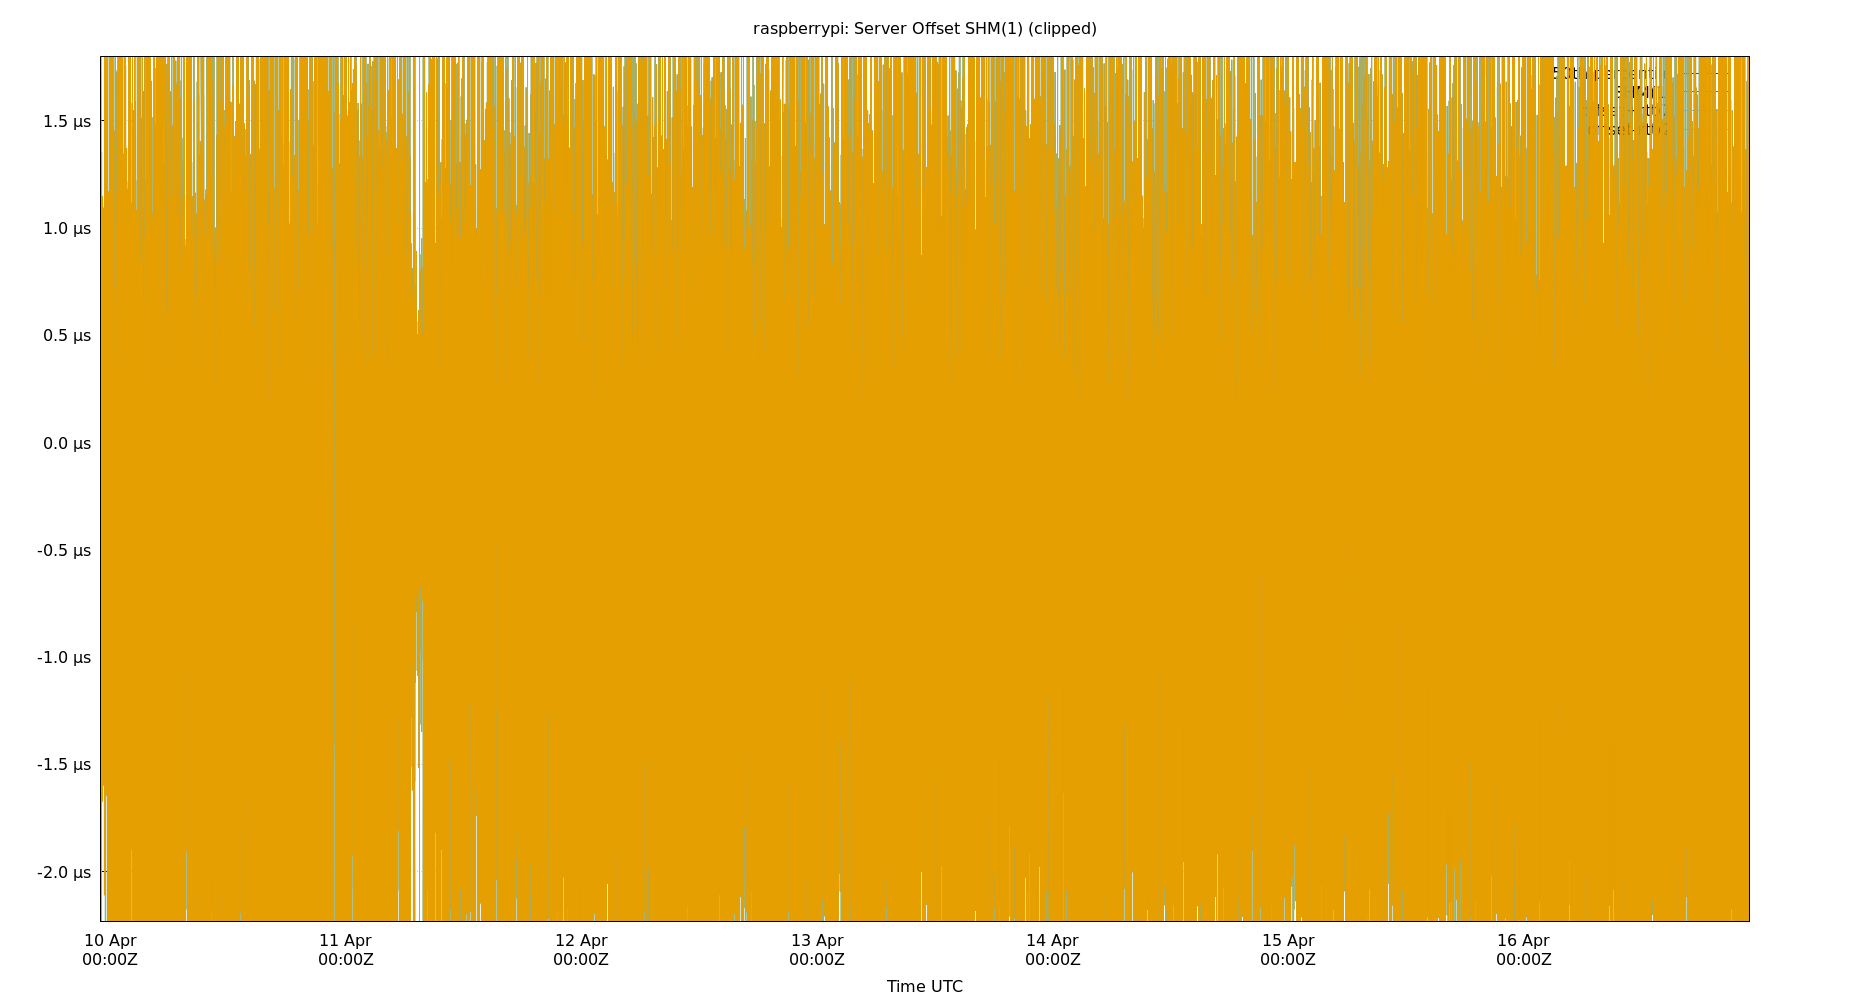 raspberrypi: Server Offset SHM(1) (clipped)
1.5 µs
1.0 µs
0.5 µs
0.0 µs
-0.5 µs
-1.0 µs
-1.5 µs
-2.0 µs
10 Apr 11 Apr 12 Apr 13 Apr 14 Apr 15 Apr 16 Apr
00:00Z 00:00Z 00:00Z 00:00Z 00:00Z 00:00Z 00:00Z
Time UTC